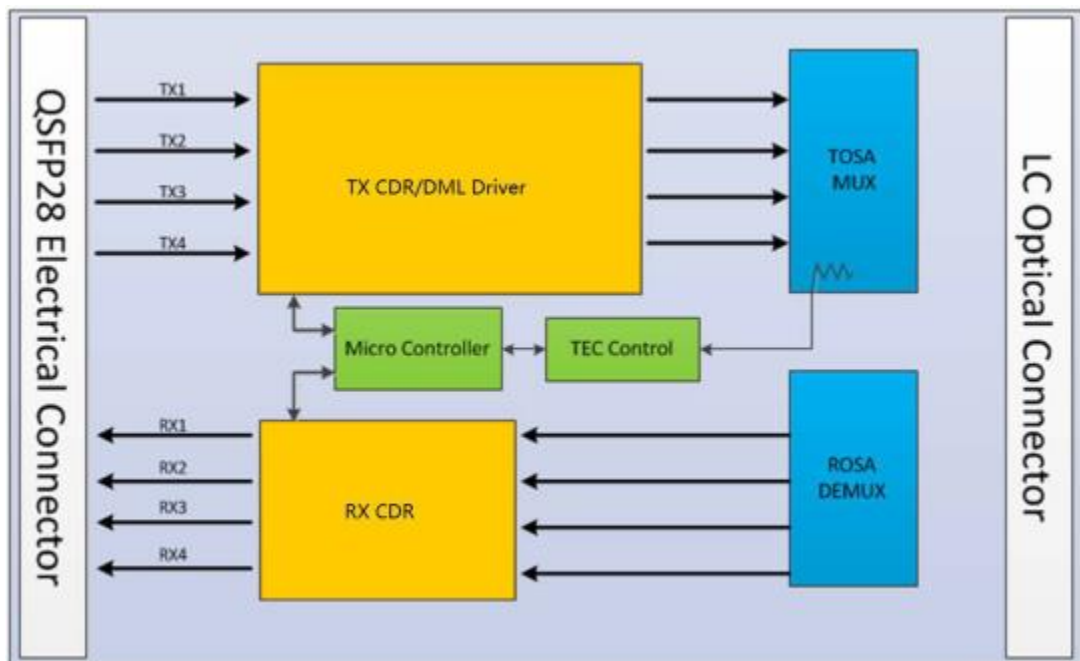 QSFP28 Electrical Connector
TX1
TX2
TX3
TX4
TX CDR/DML Driver
TOSA
MUX
LC Optical Connector
Micro Controller
TEC Control
RX1
RX2
RX3
RX4
RX CDR
ROSA
DEMUX